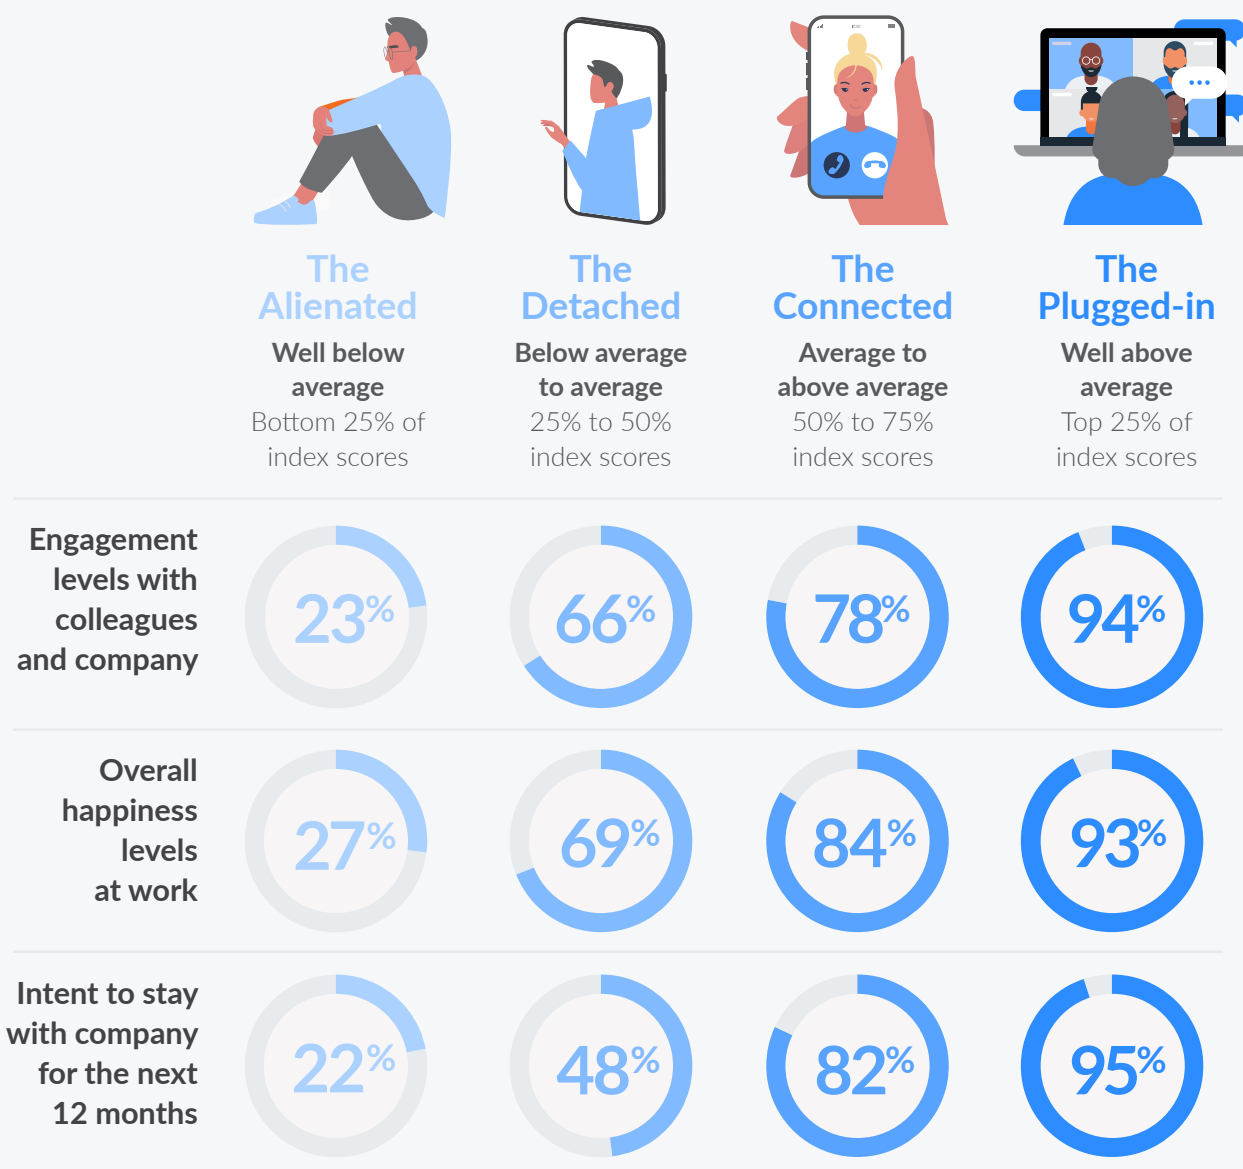 The
Alienated
Well below
average
Bottom 25% of
index scores
The
Detached
Below average
to average
25% to 50%
index scores
The
Connected
Average to
above average
50% to 75%
index scores
The
Plugged-in
Well above
average
Top 25% of
index scores
Engagement
levels with
colleagues
and company
23%
66%
78%
94%
Overall
happiness
levels
at work
27%
69%
84%
93%
Intent to stay
with company
for the next
12 months
22%
48%
82%
95%